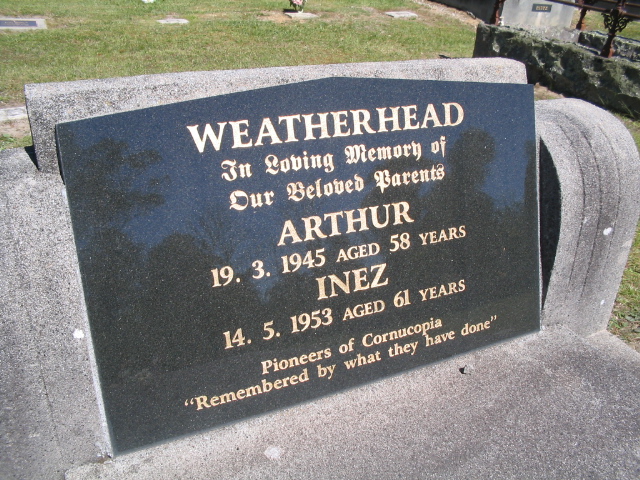 WEATHERHEAD
In Loving Memory of
Our Beloved Parents
ARTHUR
19. 3. 1945 AGED 58 YEARS
INEZ
14. 5. 1953 AGED 61 YEARS
Pioneers of Cornucopia
"Remembered by what they have done"